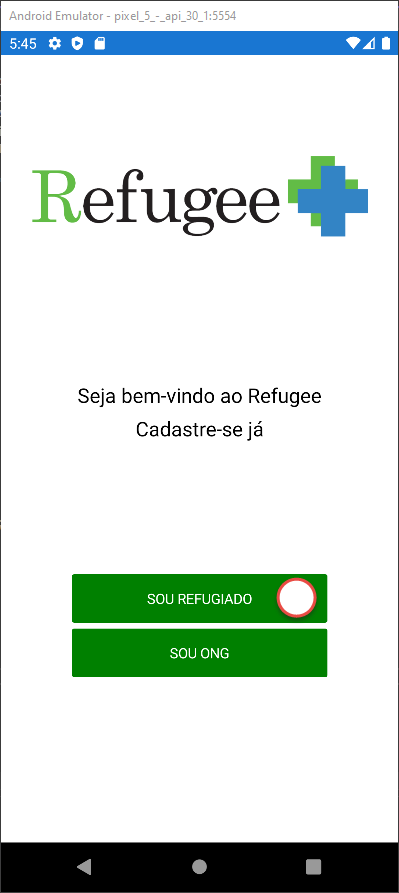 Android Emulator - pixel_5_-_api_30_1:5554
5:45
Refugee
Seja bem-vindo ao Refugee
Cadastre-se já
SOU REFUGIADO
SOU ONG